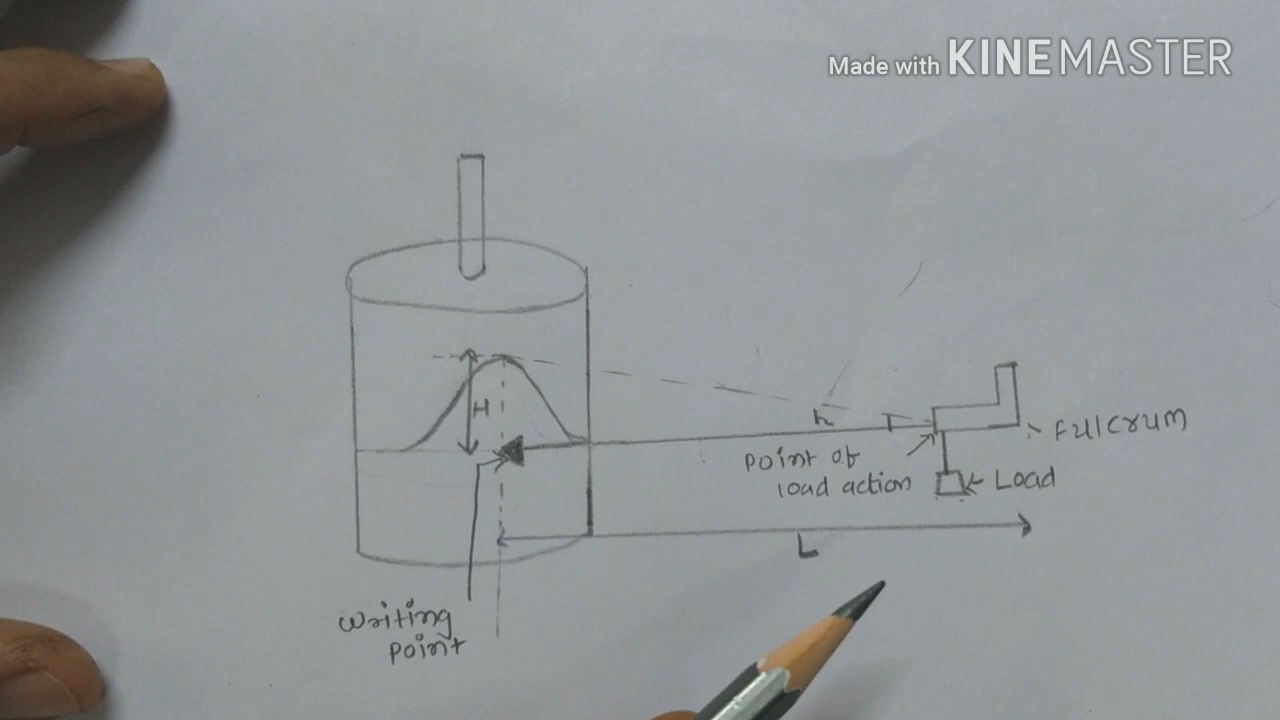 Made with KINEMASTER
H
h
Fulcrum
Point of
load action
Load
L
writing
point